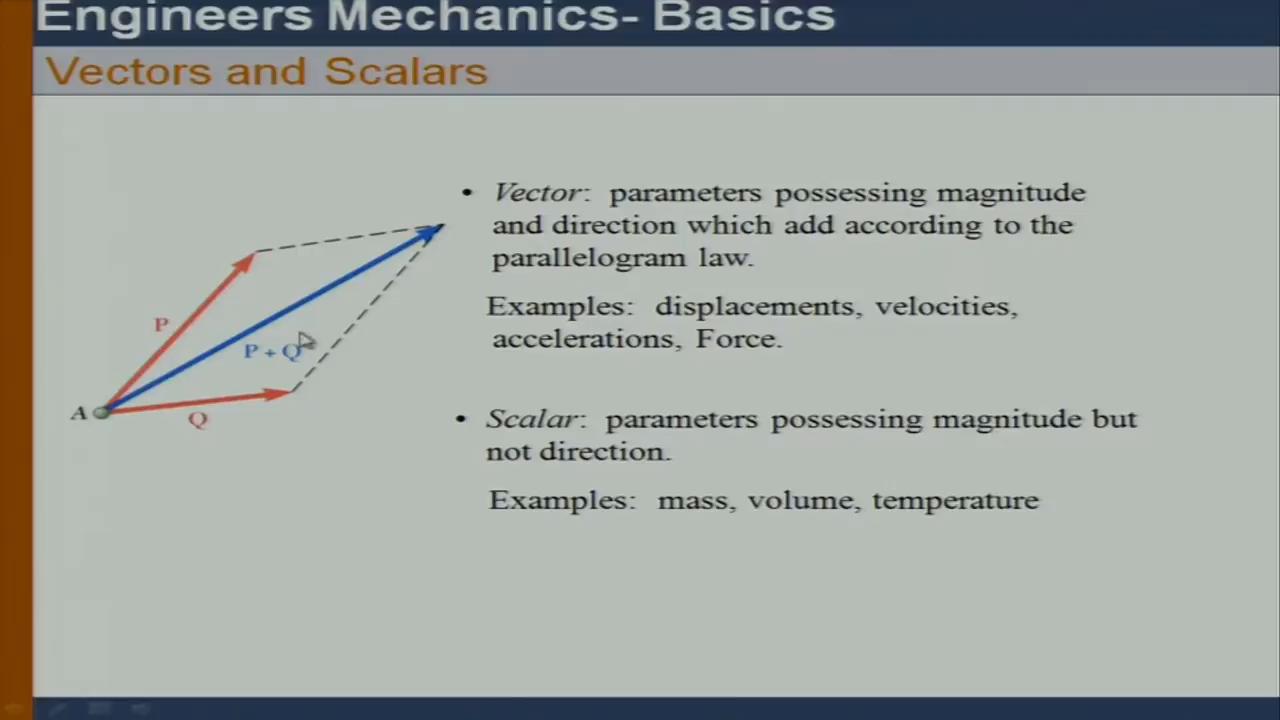 Engineers Mechanics- Basics
Vectors and Scalars
• Vector: parameters possessing magnitude
and direction which add according to the
parallelogram law.
Examples: displacements, velocities,
accelerations, Force.
P
P + Q
A
Q
• Scalar: parameters possessing magnitude but
not direction.
Examples: mass, volume, temperature